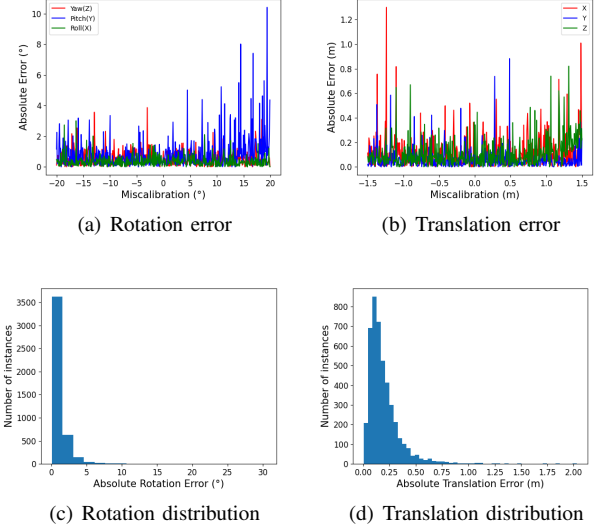 Yaw(Z)
Pitch(Y)
Roll(X)
Absolute Error (°)
10
8
6
4
2
0
−20 −15 −10 −5 0 5 10 15 20
Miscalibration (°)
(a) Rotation error
X
Y
Z
Absolute Error (m)
1.2
1.0
0.8
0.6
0.4
0.2
0.0
−1.5 −1.0 −0.5 0.0 0.5 1.0 1.5
Miscalibration (m)
(b) Translation error
Number of instances
3500
3000
2500
2000
1500
1000
500
0
0 5 10 15 20 25 30
Absolute Rotation Error (°)
(c) Rotation distribution
Number of instances
800
700
600
500
400
300
200
100
0
0.00 0.25 0.50 0.75 1.00 1.25 1.50 1.75 2.00
Absolute Translation Error (m)
(d) Translation distribution